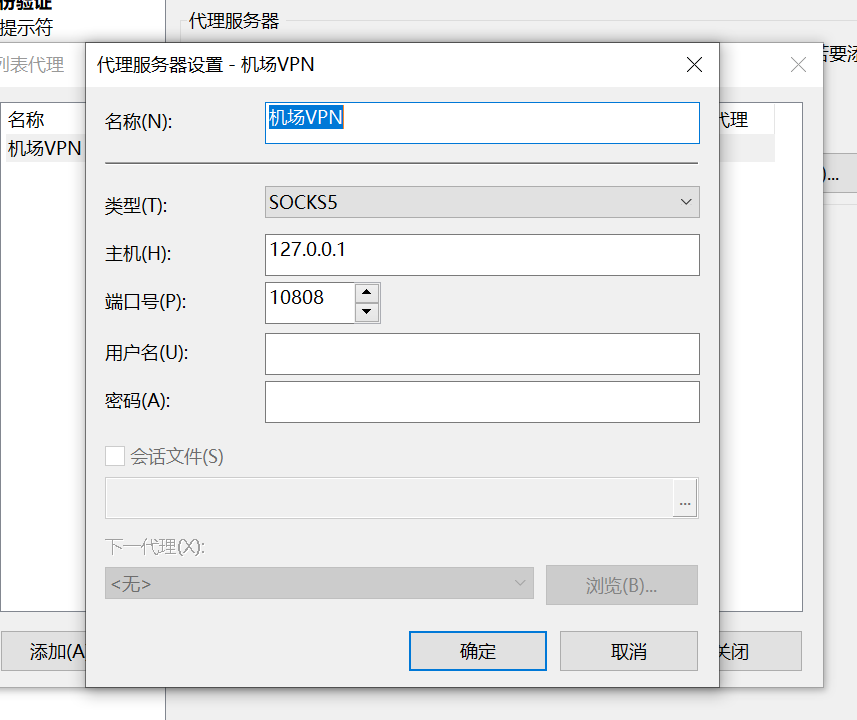 份验证
提示符
代理服务器
列表代理
代理服务器设置 - 机场VPN
若要添
名称
代理
机场VPN
名称(N):
机场VPN
)...
类型(T):
SOCKS5
主机(H):
127.0.0.1
端口号(P):
10808
用户名(U):
密码(A):
会话文件(S)
...
下一代理(X):
<无>
浏览(B)...
添加(A
确定
取消
关闭